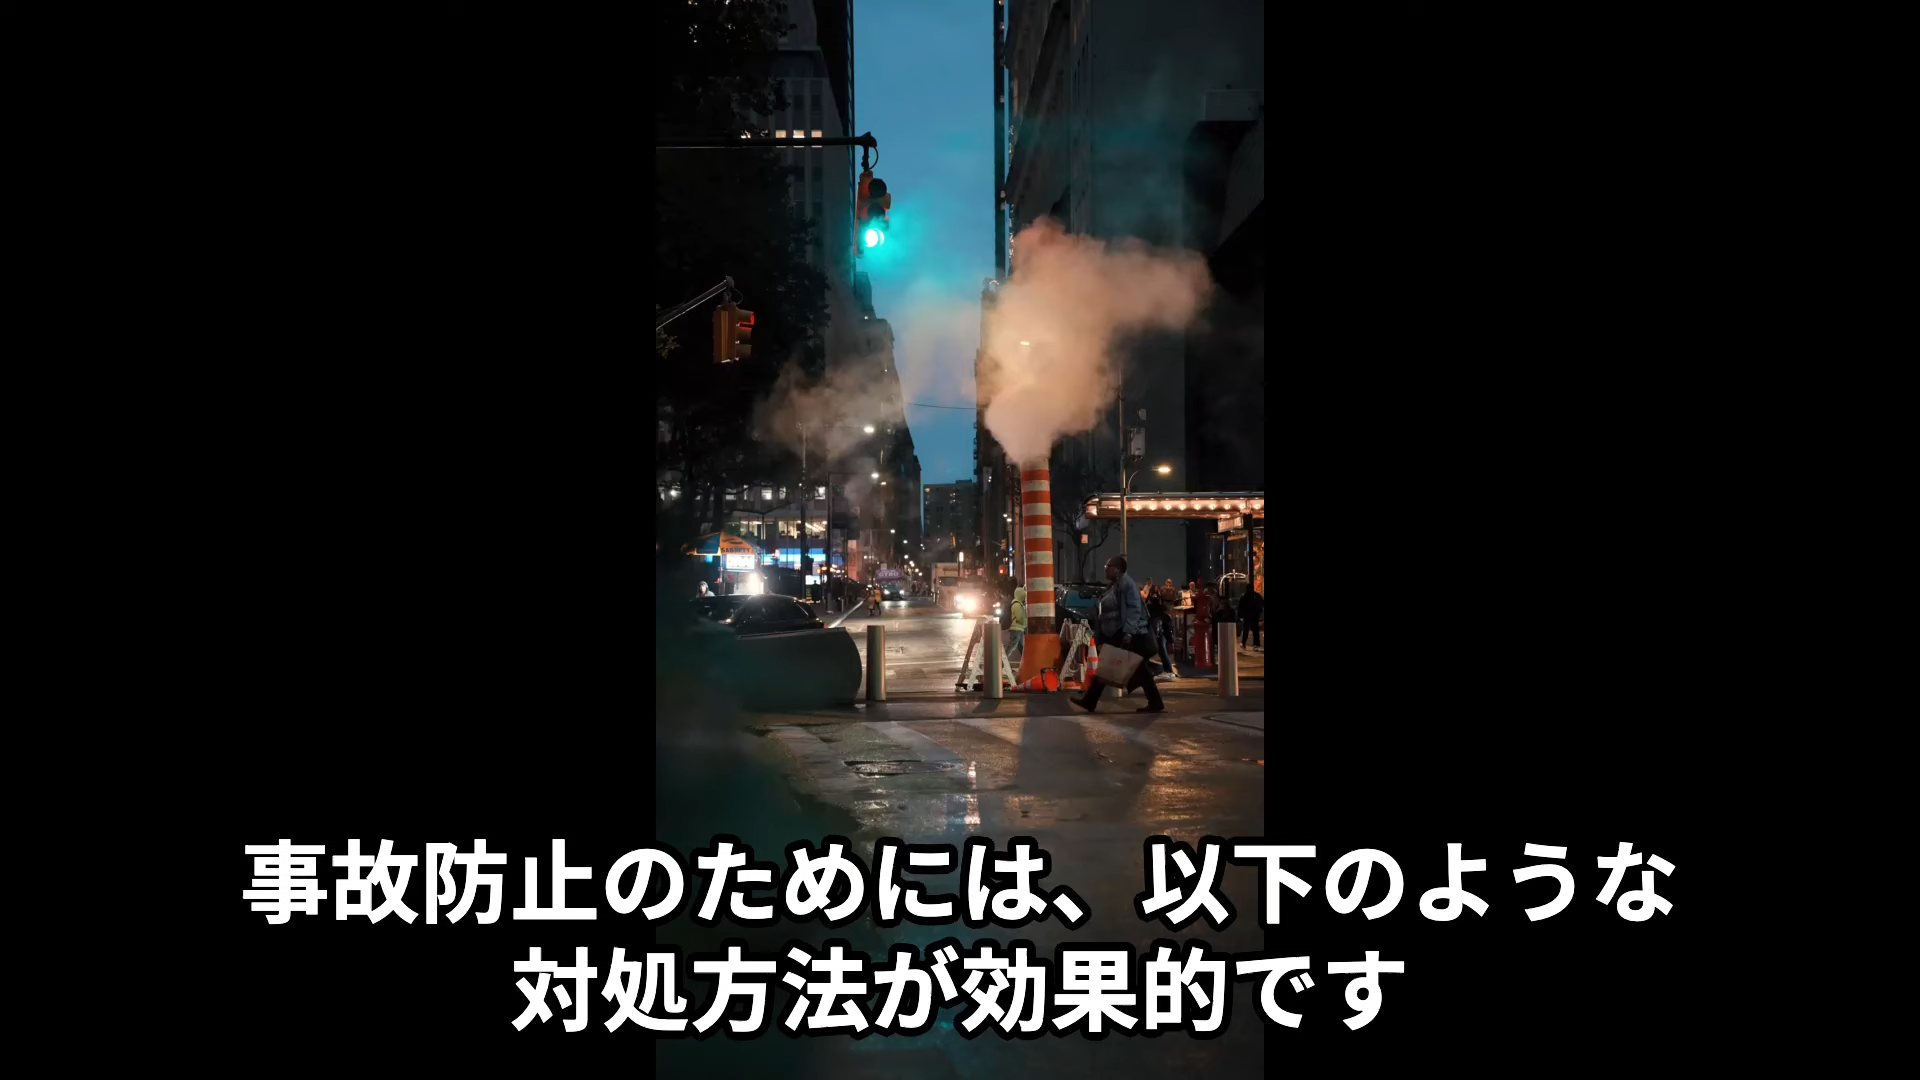 事故防止のためには、以下のような
対処方法が効果的です